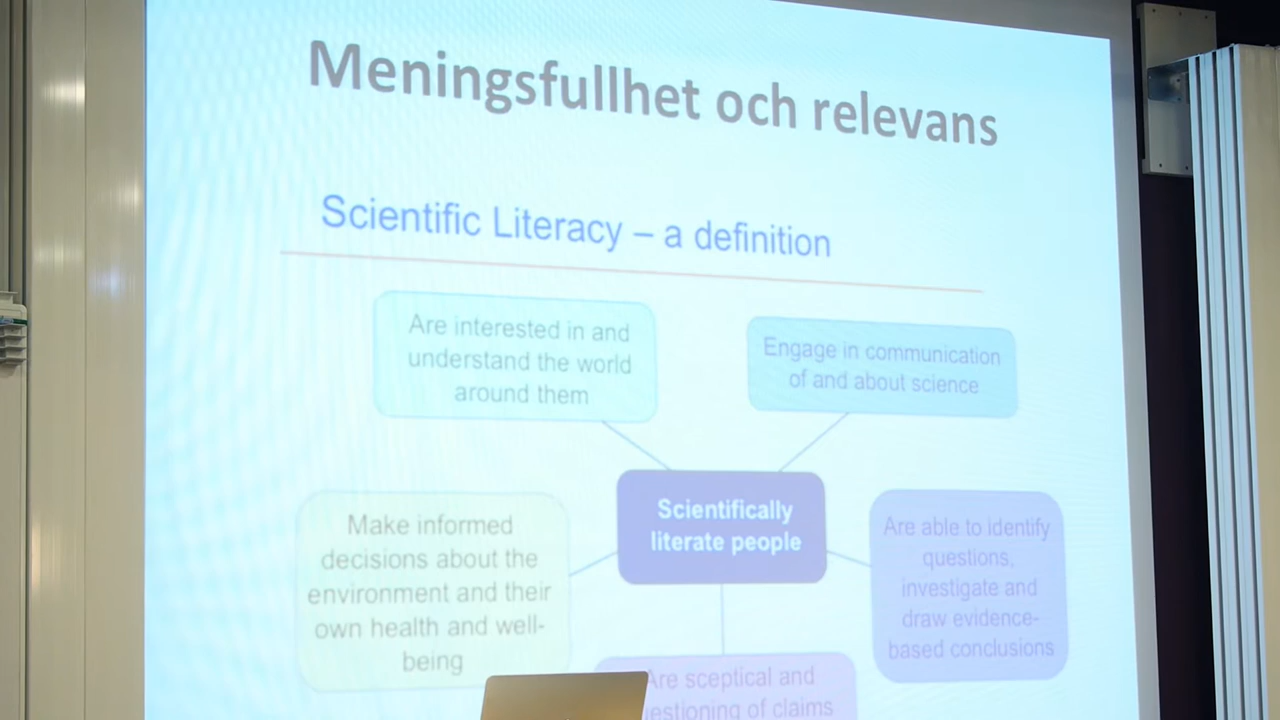 Meningsfullhet och relevans
Scientific Literacy – a definition
Are interested in and
understand the world
around them
Engage in communication
of and about science
Scientifically
literate people
Make informed
decisions about the
environment and their
own health and well-
being
Are able to identify
questions,
investigate and
draw evidence-
based conclusions
Are sceptical and
of claims